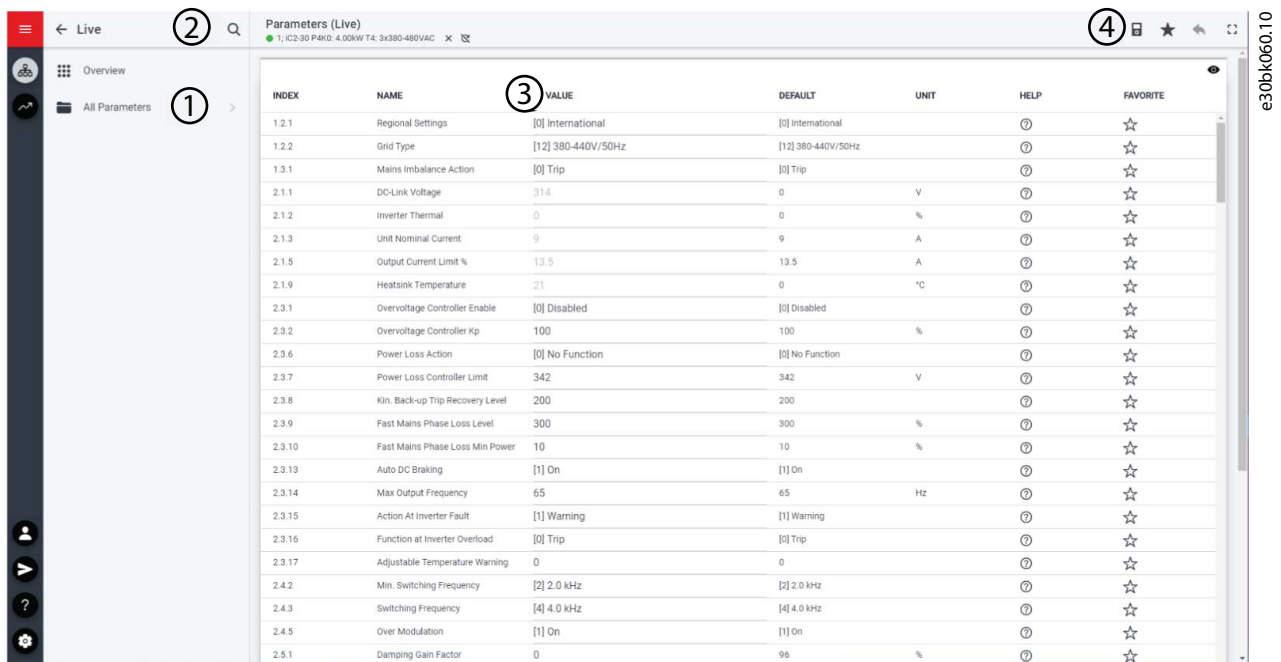 ← Live ②
Parameters (Live)
1; iC2-30 P4K0: 4.00kW T4: 3x380-480VAC
④
Overview
All Parameters ①
③
INDEX NAME VALUE DEFAULT UNIT HELP FAVORITE
1.2.1 Regional Settings [0] International [0] International
1.2.2 Grid Type [12] 380-440V/50Hz [12] 380-440V/50Hz
1.3.1 Mains Imbalance Action [0] Trip [0] Trip
2.1.1 DC-Link Voltage 314 0 V
2.1.2 Inverter Thermal 0 0 %
2.1.3 Unit Nominal Current 9 9 A
2.1.5 Output Current Limit % 13.5 13.5 A
2.1.9 Heatsink Temperature 21 0 °C
2.3.1 Overvoltage Controller Enable [0] Disabled [0] Disabled
2.3.2 Overvoltage Controller Kp 100 100 %
2.3.6 Power Loss Action [0] No Function [0] No Function
2.3.7 Power Loss Controller Limit 342 342 V
2.3.8 Kin. Back-up Trip Recovery Level 200 200
2.3.9 Fast Mains Phase Loss Level 300 300 %
2.3.10 Fast Mains Phase Loss Min Power 10 10 %
2.3.13 Auto DC Braking [1] On [1] On
2.3.14 Max Output Frequency 65 65 Hz
2.3.15 Action At Inverter Fault [1] Warning [1] Warning
2.3.16 Function at Inverter Overload [0] Trip [0] Trip
2.3.17 Adjustable Temperature Warning 0 0
2.4.2 Min. Switching Frequency [2] 2.0 kHz [2] 2.0 kHz
2.4.3 Switching Frequency [4] 4.0 kHz [4] 4.0 kHz
2.4.5 Over Modulation [1] On [1] On
2.5.1 Damping Gain Factor 0 96 %
e30bk060.10